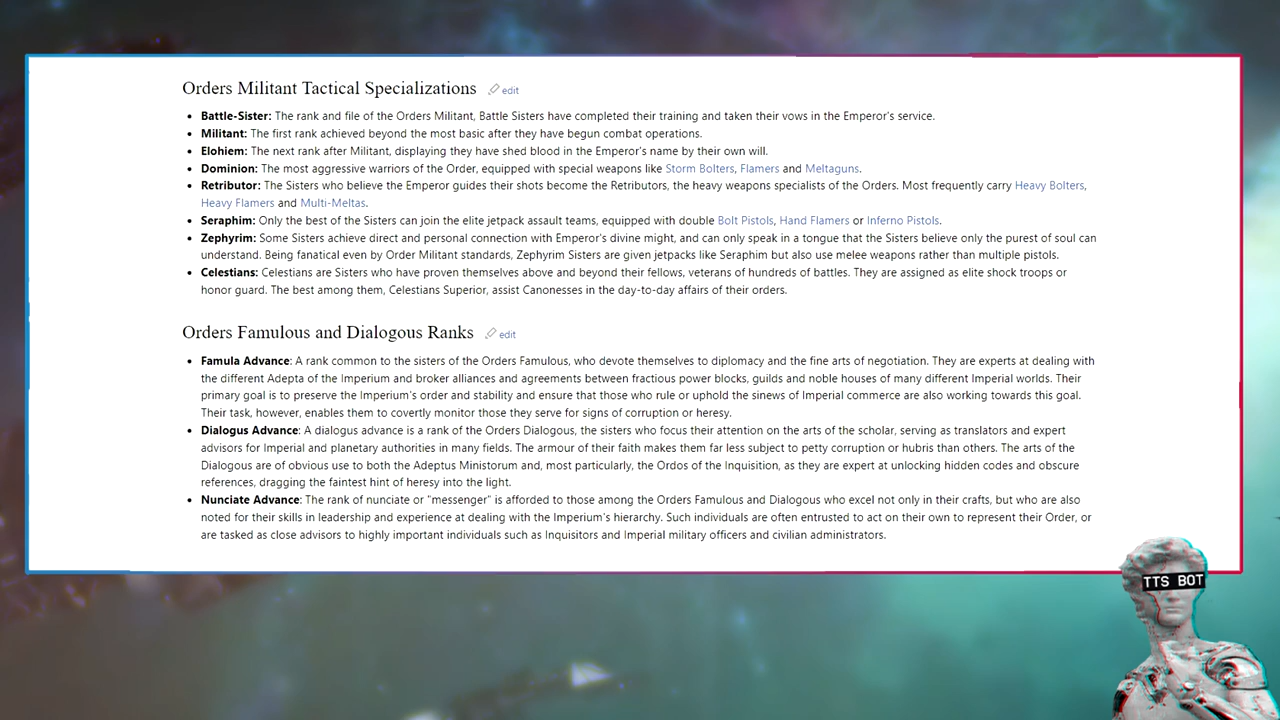 Orders Militant Tactical Specializations edit
Battle-Sister: The rank and file of the Orders Militant, Battle Sisters have completed their training and taken their vows in the Emperor's service.
Militant: The first rank achieved beyond the most basic after they have begun combat operations.
Elohiem: The next rank after Militant, displaying they have shed blood in the Emperor's name by their own will.
Dominion: The most aggressive warriors of the Order, equipped with special weapons like Storm Bolters, Flamers and Meltaguns.
Retributor: The Sisters who believe the Emperor guides their shots become the Retributors, the heavy weapons specialists of the Orders. Most frequently carry Heavy Bolters,
Heavy Flamers and Multi-Meltas.
Seraphim: Only the best of the Sisters can join the elite jetpack assault teams, equipped with double Bolt Pistols, Hand Flamers or Inferno Pistols.
Zephyrim: Some Sisters achieve direct and personal connection with Emperor's divine might, and can only speak in a tongue that the Sisters believe only the purest of soul can
understand. Being fanatical even by Order Militant standards, Zephyrim Sisters are given jetpacks like Seraphim but also use melee weapons rather than multiple pistols.
Celestians: Celestians are Sisters who have proven themselves above and beyond their fellows, veterans of hundreds of battles. They are assigned as elite shock troops or
honor guard. The best among them, Celestians Superior, assist Canonesses in the day-to-day affairs of their orders.
Orders Famulous and Dialogous Ranks edit
Famula Advance: A rank common to the sisters of the Orders Famulous, who devote themselves to diplomacy and the fine arts of negotiation. They are experts at dealing with
the different Adepta of the Imperium and broker alliances and agreements between fractious power blocks, guilds and noble houses of many different Imperial worlds. Their
primary goal is to preserve the Imperium's order and stability and ensure that those who rule or uphold the sinews of Imperial commerce are also working towards this goal.
Their task, however, enables them to covertly monitor those they serve for signs of corruption or heresy.
Dialogus Advance: A dialogus advance is a rank of the Orders Dialogous, the sisters who focus their attention on the arts of the scholar, serving as translators and expert
advisors for Imperial and planetary authorities in many fields. The armour of their faith makes them far less subject to petty corruption or hubris than others. The arts of the
Dialogous are of obvious use to both the Adeptus Ministorum and, most particularly, the Ordos of the Inquisition, as they are expert at unlocking hidden codes and obscure
references, dragging the faintest hint of heresy into the light.
Nunciate Advance: The rank of nunciate or "messenger" is afforded to those among the Orders Famulous and Dialogous who excel not only in their crafts, but who are also
noted for their skills in leadership and experience at dealing with the Imperium's hierarchy. Such individuals are often entrusted to act on their own to represent their Order, or
are tasked as close advisors to highly important individuals such as Inquisitors and Imperial military officers and civilian administrators.
TTS BOT